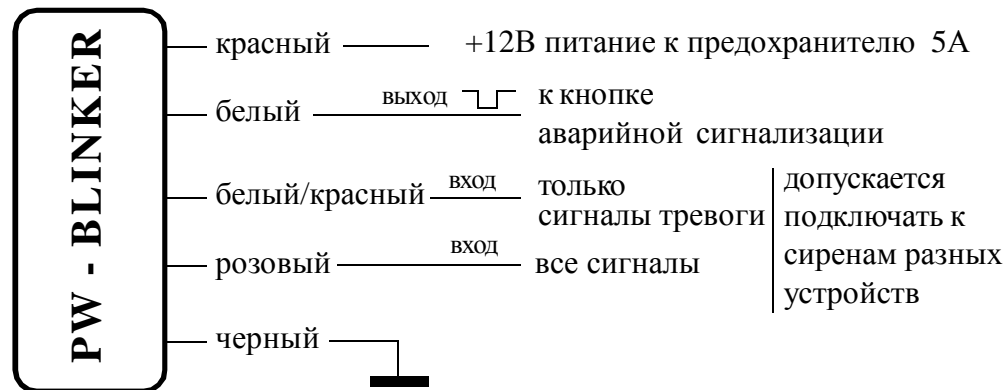 PW - BLINKER
красный +12В питание к предохранителю 5А
белый выход к кнопке
аварийной сигнализации
белый/красный вход только
сигналы тревоги
розовый вход все сигналы
допускается
подключать к
сиренам разных
устройств
черный